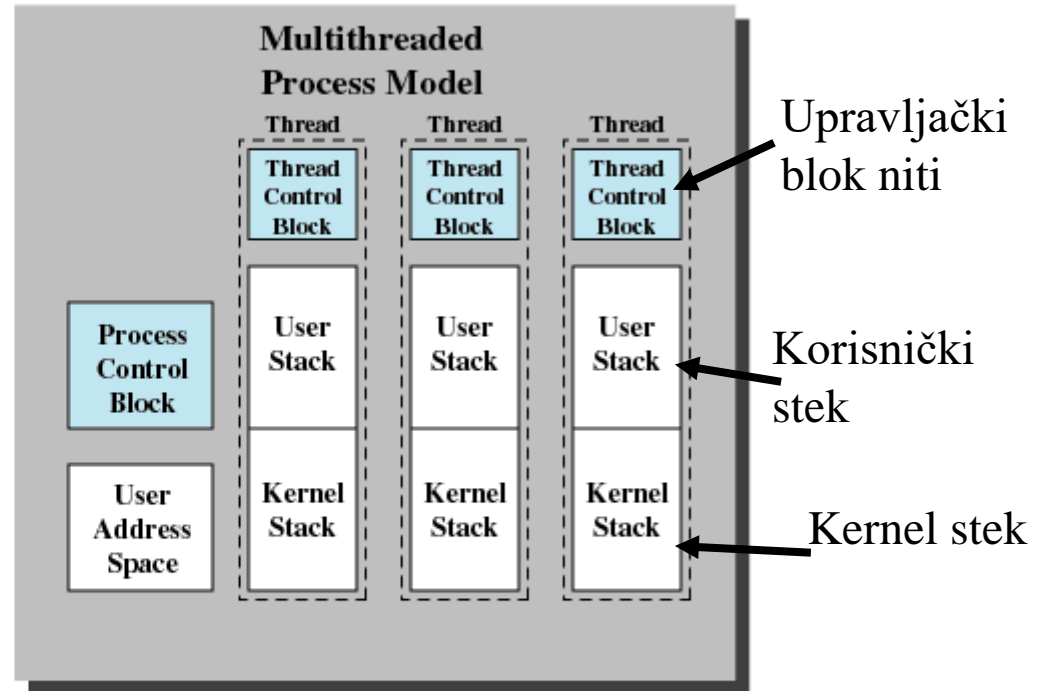 Multithreaded
Process Model
Thread
Thread
Control
Block
User
Stack
Kernel
Stack
Thread
Thread
Control
Block
User
Stack
Kernel
Stack
Thread
Thread
Control
Block
User
Stack
Kernel
Stack
Process
Control
Block
User
Address
Space
Upravljački
blok niti
Korisnički
stek
Kernel stek